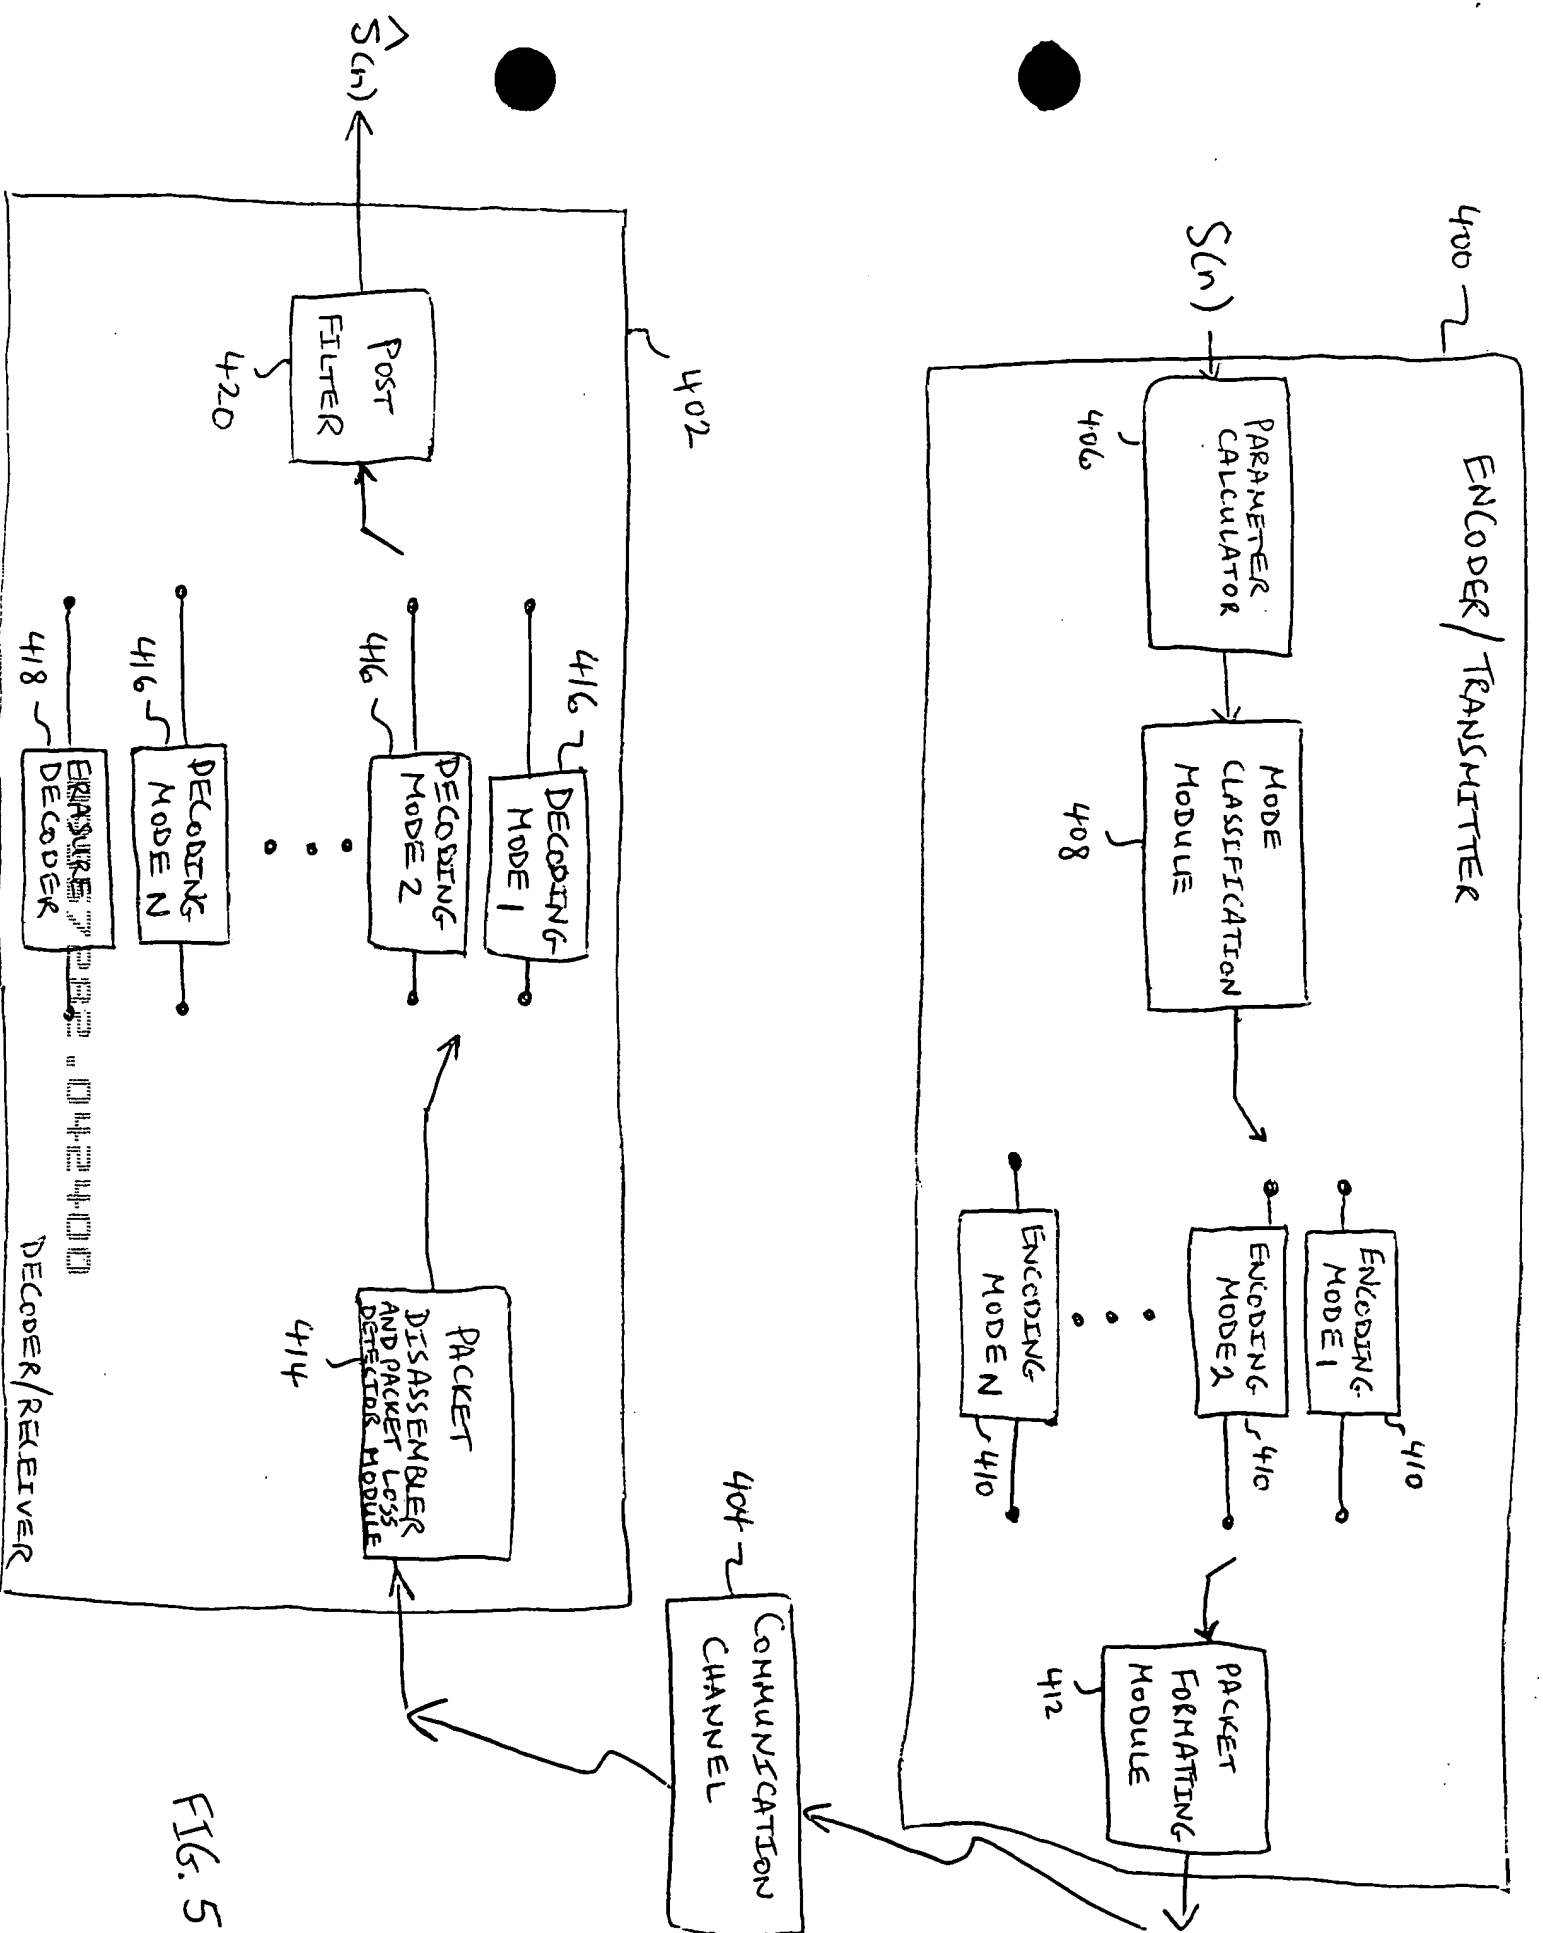 400
ENCODER/TRANSMITTER
S(n)
PARAMETER
CALCULATOR
406
MODE
CLASSIFICATION
MODULE
408
ENCODING
MODE 1
410
ENCODING
MODE 2
410
ENCODING
MODE N
410
PACKET
FORMATTING
MODULE
412
COMMUNICATION
CHANNEL
404
402
Ŝ(n)
POST
FILTER
420
416
DECODING
MODE 1
416
DECODING
MODE 2
416
DECODING
MODE N
418
ERASURE
DECODER
PACKET
DISASSEMBLER
AND PACKET LOSS
DETECTOR MODULE
414
DECODER/RECEIVER
FIG. 5